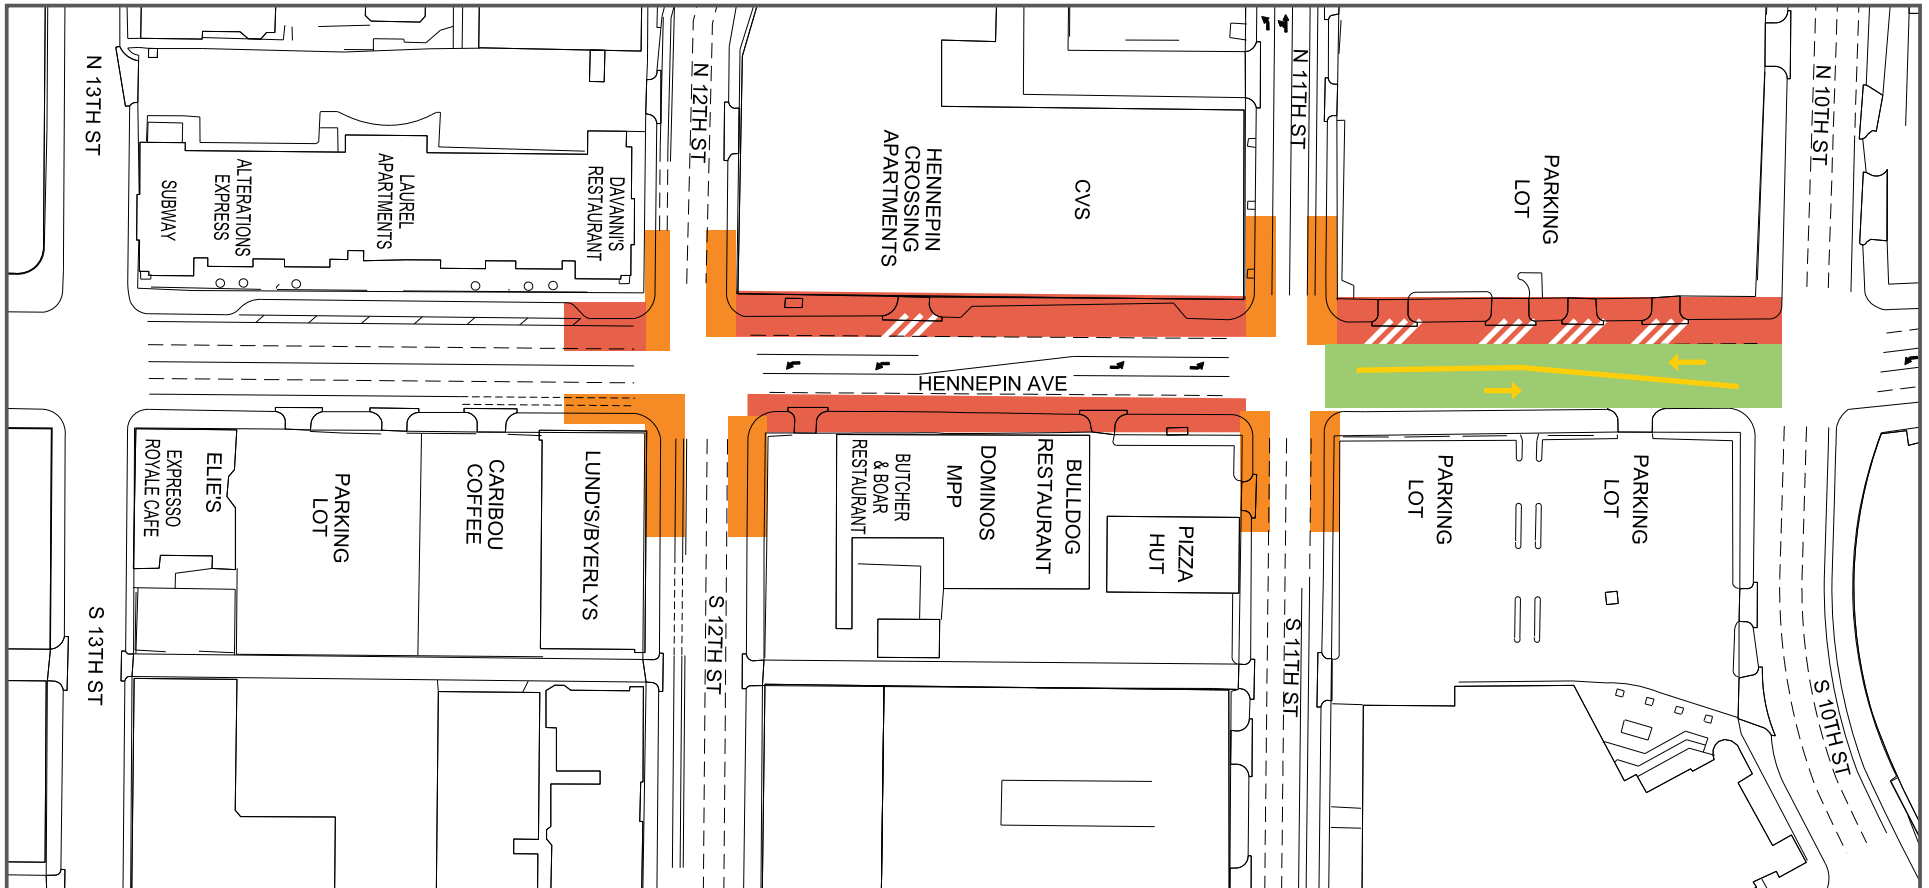 N 13TH ST
N 12TH ST
N 11TH ST
N 10TH ST
SUBWAY
ALTERATIONS
EXPRESS
LAUREL
APARTMENTS
DAVANNI'S
RESTAURANT
HENNEPIN
CROSSING
APARTMENTS
CVS
PARKING
LOT
HENNEPIN AVE
ELIE'S
EXPRESSO
ROYALE CAFE
PARKING
LOT
CARIBOU
COFFEE
LUND'S/BYERLYS
BUTCHER
& BOAR
RESTAURANT
DOMINOS
MPP
BULLDOG
RESTAURANT
PIZZA
HUT
PARKING
LOT
PARKING
LOT
S 13TH ST
S 12TH ST
S 11TH ST
S 10TH ST